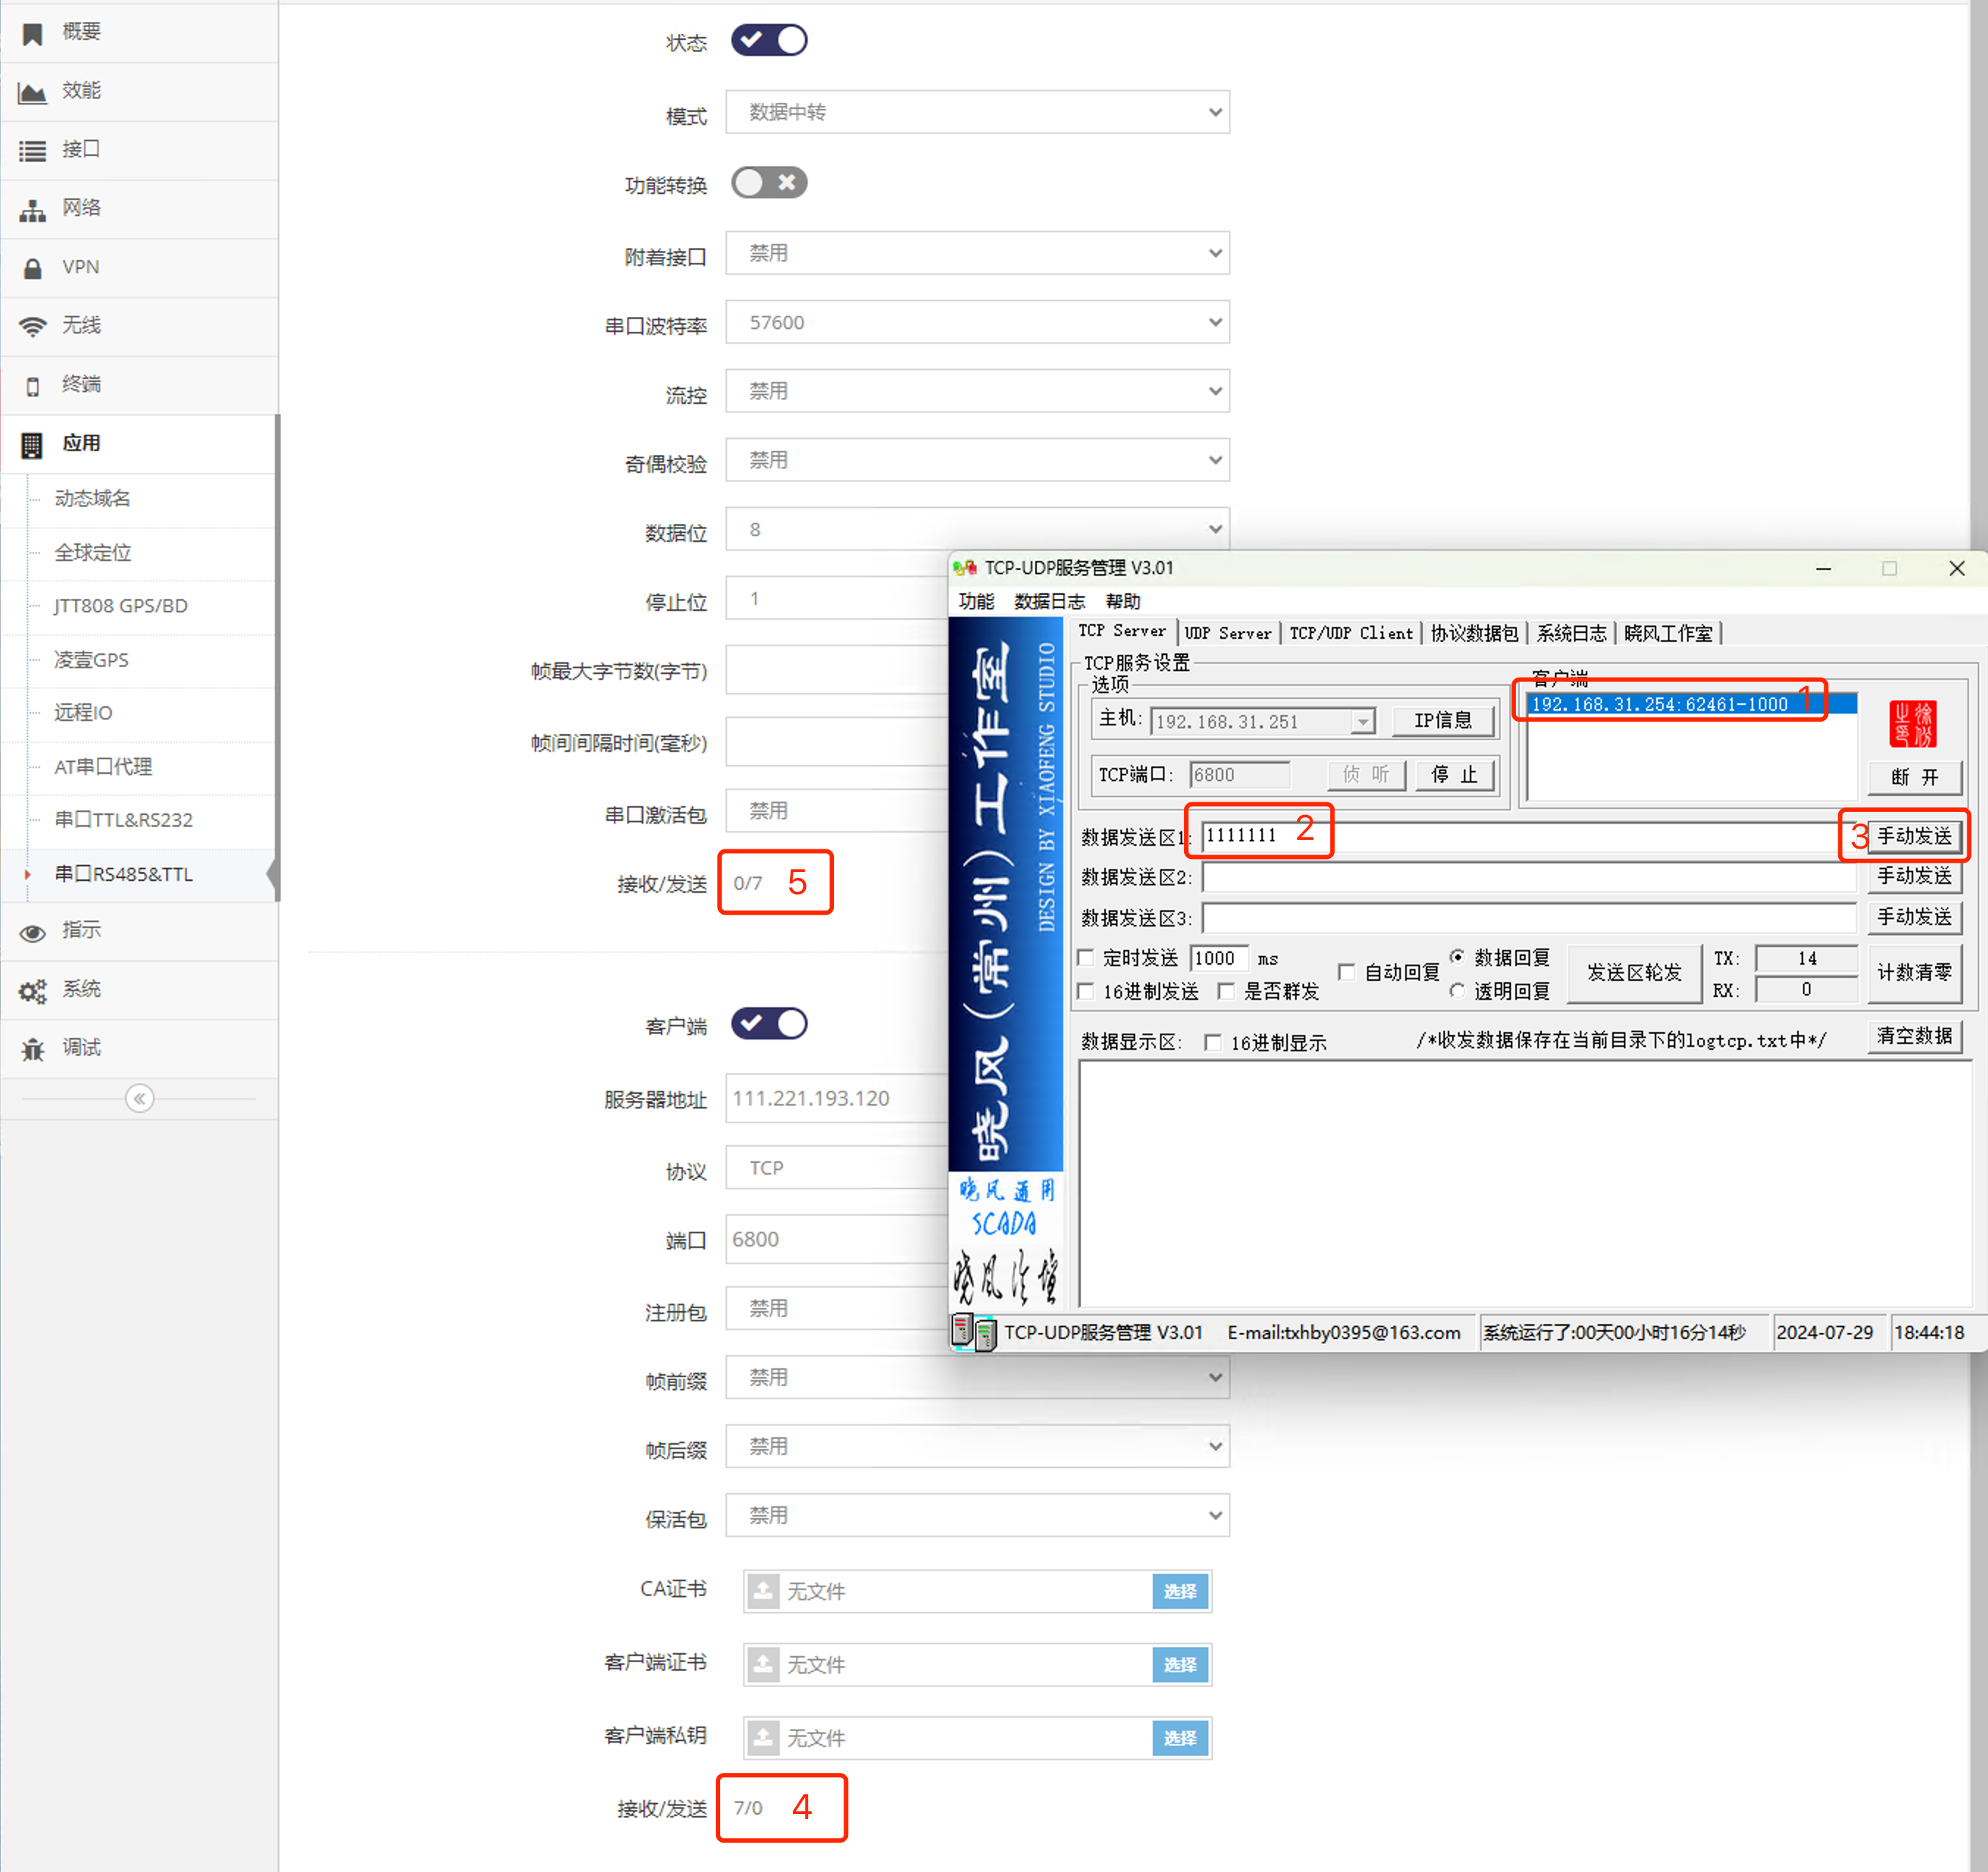 概要
效能
接口
网络
VPN
无线
终端
应用
动态域名
全球定位
JTT808 GPS/BD
凌壹GPS
远程IO
AT串口代理
串口TTL&RS232
串口RS485&TTL
指示
系统
调试
状态
模式 数据中转
功能转换
附着接口 禁用
串口波特率 57600
流控 禁用
奇偶校验 禁用
数据位 8
停止位 1
帧最大字节数(字节)
帧间间隔时间(毫秒)
串口激活包 禁用
接收/发送 0/7 5
客户端
服务器地址 111.221.193.120
协议 TCP
端口 6800
注册包 禁用
帧前缀 禁用
帧后缀 禁用
保活包 禁用
CA证书 无文件 选择
客户端证书 无文件 选择
客户端私钥 无文件 选择
接收/发送 7/0 4
TCP-UDP服务管理 V3.01
功能 数据日志 帮助
TCP Server UDP Server TCP/UDP Client 协议数据包 系统日志 晓风工作室
晓风(常州)工作室
DESIGN BY XIAOFENG STUDIO
晓风通用
SCADA
晓风论坛
TCP服务设置
选项
主机: 192.168.31.251 IP信息
TCP端口: 6800 侦 听 停 止
客户端
192.168.31.254:62461-1000 1
断 开
数据发送区1: 1111111 2 3 手动发送
数据发送区2: 手动发送
数据发送区3: 手动发送
定时发送 1000 ms 自动回复 数据回复 发送区轮发 TX: 14 计数清零
16进制发送 是否群发 透明回复 RX: 0
数据显示区: 16进制显示 /*收发数据保存在当前目录下的logtcp.txt中*/ 清空数据
TCP-UDP服务管理 V3.01 E-mail:txhby0395@163.com 系统运行了:00天00小时16分14秒 2024-07-29 18:44:18